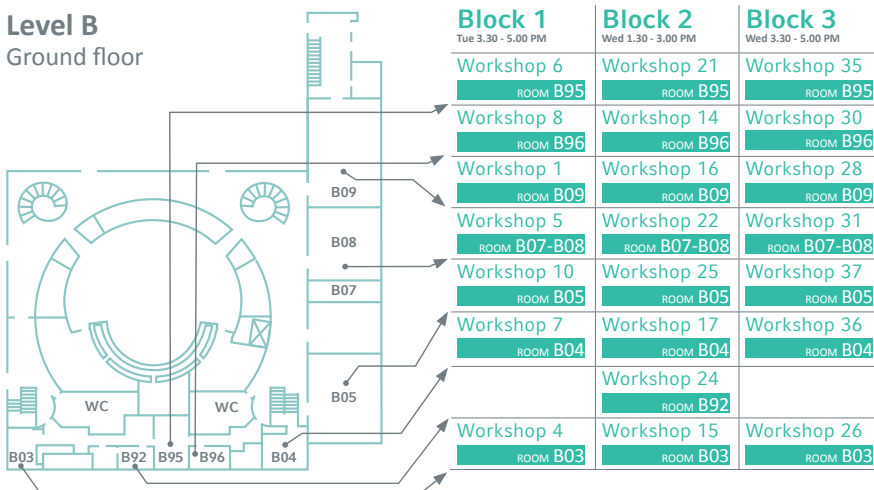 Level B
Ground floor
B09
B08
B07
B05
WC
WC
B03
B92
B95
B96
B04
Block 1
Tue 3.30 - 5.00 PM
Block 2
Wed 1.30 - 3.00 PM
Block 3
Wed 3.30 - 5.00 PM
Workshop 6
ROOM B95
Workshop 21
ROOM B95
Workshop 35
ROOM B95
Workshop 8
ROOM B96
Workshop 14
ROOM B96
Workshop 30
ROOM B96
Workshop 1
ROOM B09
Workshop 16
ROOM B09
Workshop 28
ROOM B09
Workshop 5
ROOM B07-B08
Workshop 22
ROOM B07-B08
Workshop 31
ROOM B07-B08
Workshop 10
ROOM B05
Workshop 25
ROOM B05
Workshop 37
ROOM B05
Workshop 7
ROOM B04
Workshop 17
ROOM B04
Workshop 36
ROOM B04
Workshop 24
ROOM B92
Workshop 4
ROOM B03
Workshop 15
ROOM B03
Workshop 26
ROOM B03